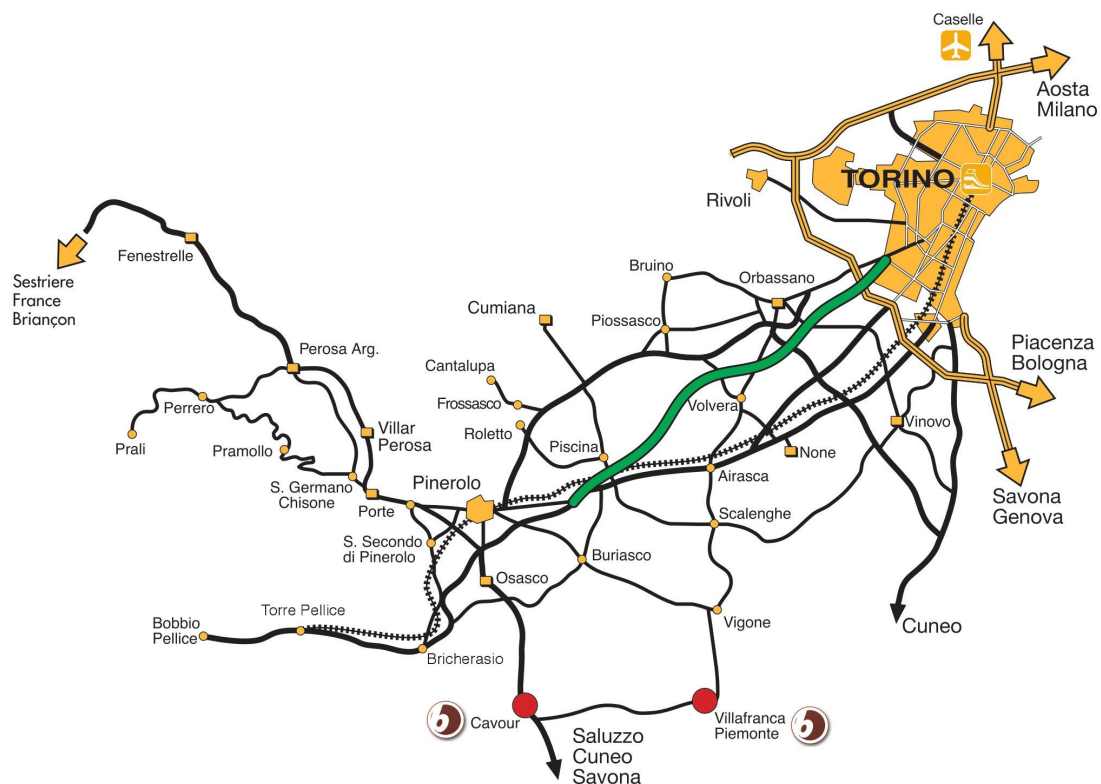 Caselle
Aosta
Milano
TORINO
Rivoli
Fenestrelle
Sestriere
France
Briançon
Bruino
Orbassano
Cumiana
Piossasco
Perosa Arg.
Piacenza
Bologna
Cantalupa
Perrero
Frossasco
Volvera
Villar
Perosa
Vinovo
Prali
Pramollo
Roletto
Piscina
None
Pinerolo
Airasca
S. Germano
Chisone
Porte
Savona
Genova
Scalenghe
S. Secondo
di Pinerolo
Buriasco
Osasco
Torre Pellice
Bobbio
Pellice
Vigone
Cuneo
Bricherasio
b
Cavour
Villafranca
Piemonte
b
Saluzzo
Cuneo
Savona